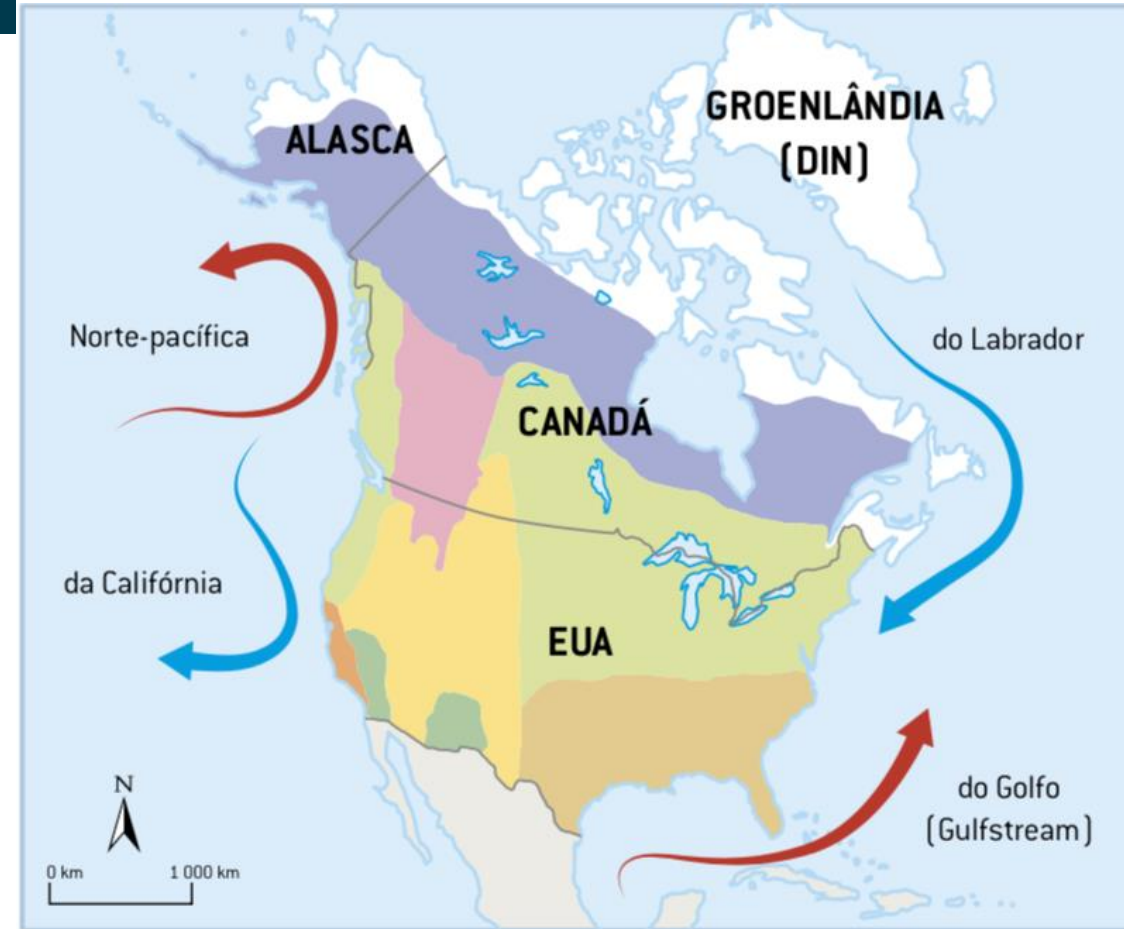 GROENLÂNDIA
(DIN)
ALASCA
Norte-pacífica
do Labrador
CANADÁ
da Califórnia
EUA
do Golfo
(Gulfstream)
N
0 km 1 000 km